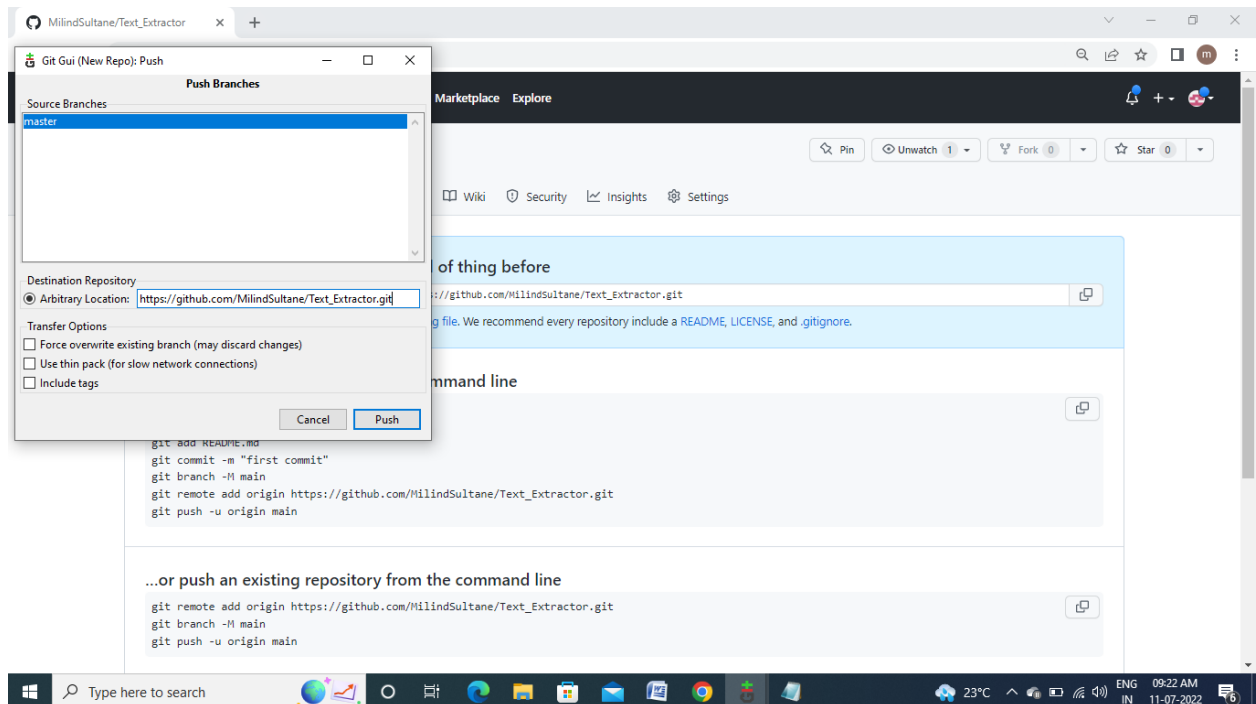 MilindSultane/Text_Extractor
Git Gui (New Repo): Push
m
Push Branches
Source Branches
master
Destination Repository
Arbitrary Location: https://github.com/MilindSultane/Text_Extractor.git
Transfer Options
Force overwrite existing branch (may discard changes)
Use thin pack (for slow network connections)
Include tags
Cancel Push
Marketplace Explore
Pin Unwatch 1 Fork 0 Star 0
Wiki Security Insights Settings
of thing before
://github.com/MilindSultane/Text_Extractor.git
file. We recommend every repository include a README, LICENSE, and .gitignore.
command line
git add README.md
git commit -m "first commit"
git branch -M main
git remote add origin https://github.com/MilindSultane/Text_Extractor.git
git push -u origin main
...or push an existing repository from the command line
git remote add origin https://github.com/MilindSultane/Text_Extractor.git
git branch -M main
git push -u origin main
Type here to search
23°C
ENG 09:22 AM
IN 11-07-2022
6